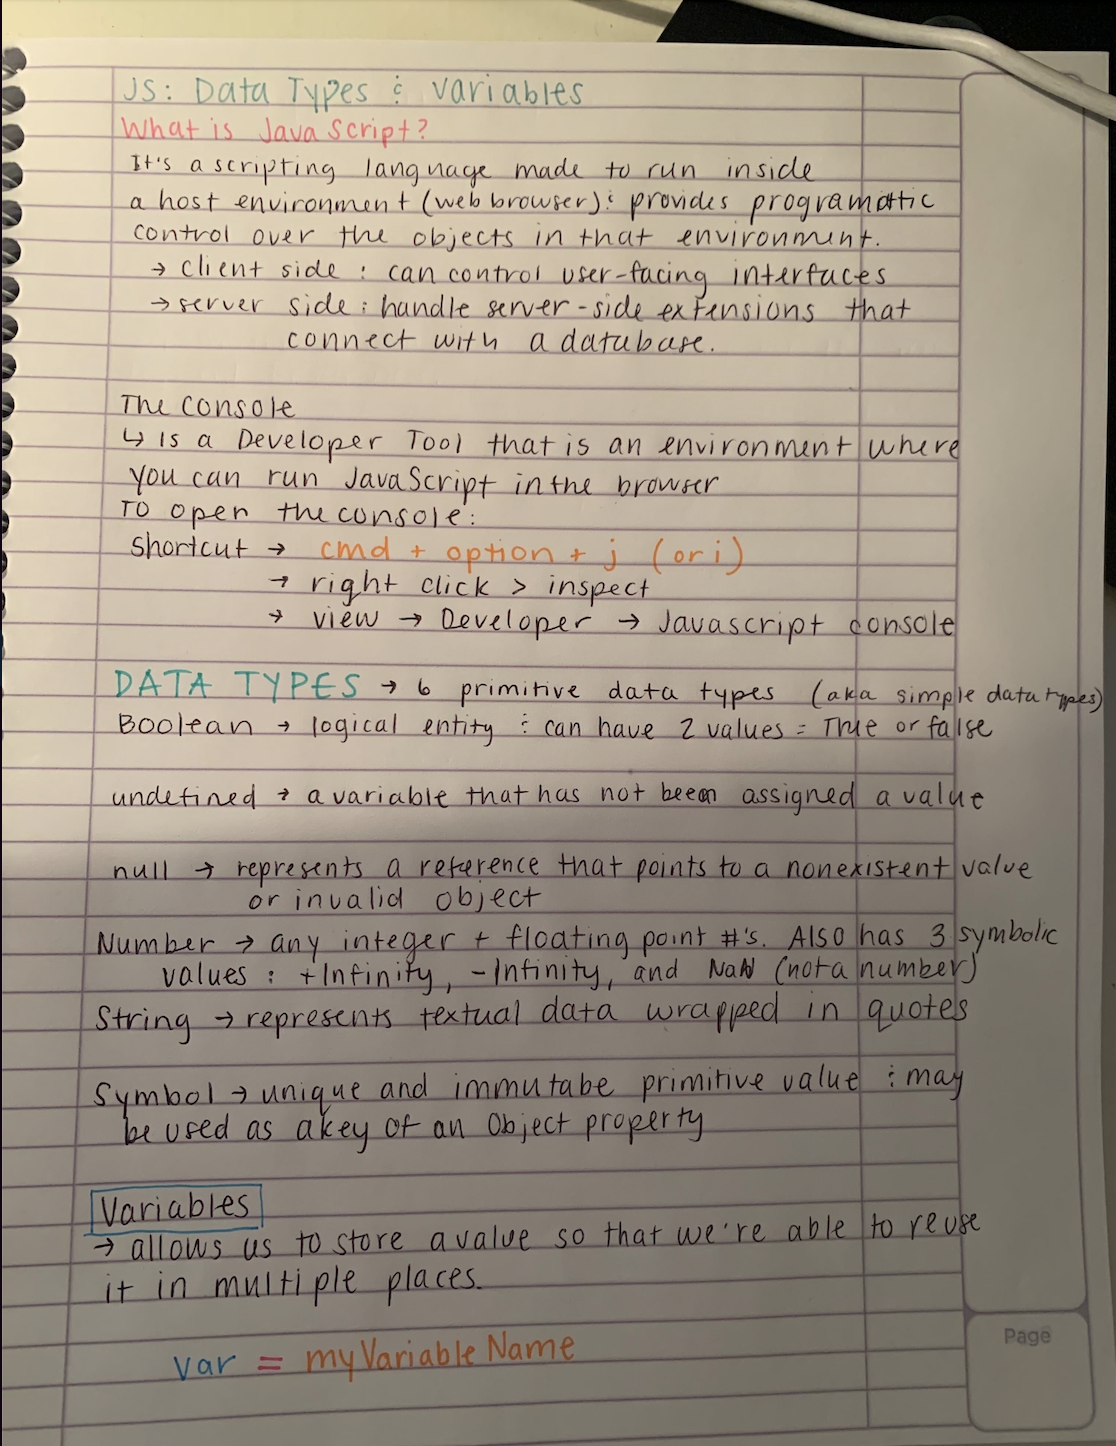 JS: Data Types & Variables
What is JavaScript?
It's a scripting language made to run inside
a host environment (web browser) & provides programattic
control over the objects in that environment.
→ Client side : can control user-facing interfaces
→ server side : handle server-side extensions that
connect with a database.
The Console
↳ is a Developer Tool that is an environment where
you can run JavaScript in the browser
To open the console:
Shortcut → cmd + option + j (or i)
→ right click > inspect
→ view → Developer → Javascript console
DATA TYPES → 6 primitive data types (aka simple data types)
Boolean → logical entity & can have 2 values = True or false
undefined → a variable that has not been assigned a value
null → represents a reference that points to a nonexistent value
or invalid object
Number → any integer + floating point #'s. Also has 3 symbolic
values : +Infinity, -Infinity, and NaN (not a number)
String → represents textual data wrapped in quotes
Symbol → unique and immutabe primitive value & may
be used as a key of an Object property
Variables
→ allows us to store a value so that we're able to reuse
it in multiple places.
var = myVariableName
Page